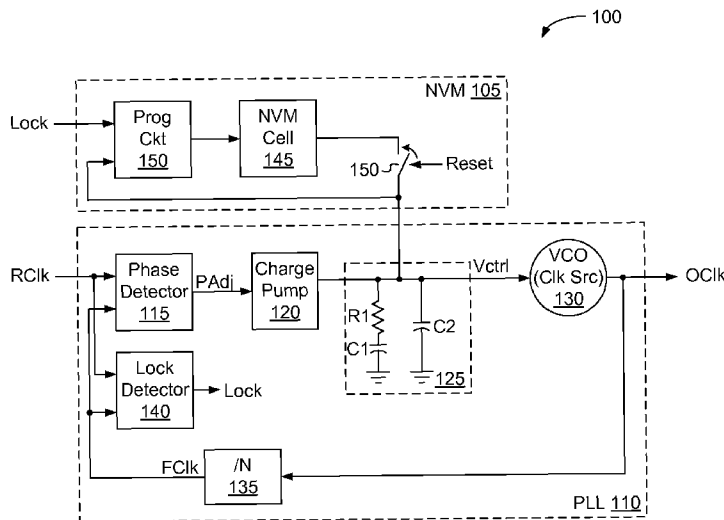 100
NVM 105
Lock
Prog
Ckt
150
NVM
Cell
145
150
Reset
RClk
Phase
Detector
115
PAdj
Charge
Pump
120
Vctrl
VCO
(Clk Src)
130
OClk
R1
C1
C2
125
Lock
Detector
140
Lock
FClk
/N
135
PLL 110